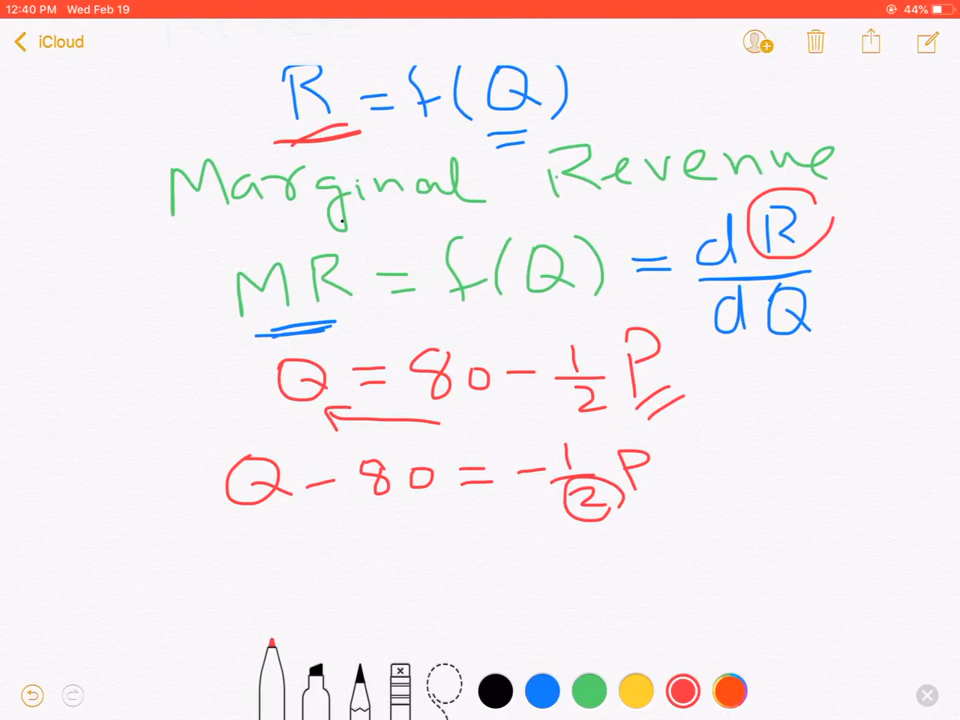 12:40 PM Wed Feb 19 44%
iCloud
R = f(Q)
Marginal Revenue
MR = f(Q) = dR/dQ
Q = 80 - 1/2 P
Q - 80 = - 1/2 P